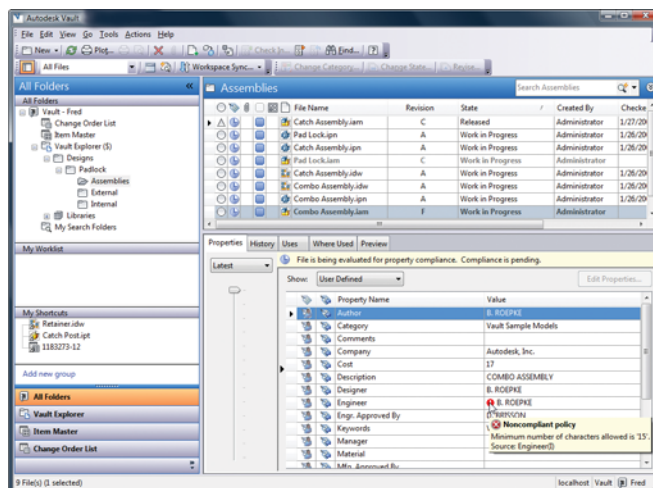 Autodesk Vault
File Edit View Go Tools Actions Help
New Plot... Check In... Find...
All Files Workspace Sync... Change Category... Change State... Revise...
All Folders
All Folders
Vault - Fred
Change Order List
Item Master
Vault Explorer ($)
Designs
Padlock
Assemblies
External
Internal
Libraries
My Search Folders
My Worklist
My Shortcuts
Retainer.idw
Catch Post.ipt
1183273-12
Add new group
All Folders
Vault Explorer
Item Master
Change Order List
Assemblies Search Assemblies
File Name Revision State Created By Checke
Catch Assembly.iam C Released Administrator 1/27/20
Pad Lock.ipn A Work in Progress Administrator 1/26/20
Catch Assembly.ipn A Work in Progress Administrator 1/26/20
Pad Lock.iam C Work in Progress Administrator
Catch Assembly.idw A Work in Progress Administrator 1/26/20
Combo Assembly.idw A Work in Progress Administrator 1/26/20
Combo Assembly.ipn A Work in Progress Administrator 1/26/20
Combo Assembly.iam F Work in Progress Administrator
Properties History Uses Where Used Preview
Latest
File is being evaluated for property compliance. Compliance is pending.
Show: User Defined Edit Properties...
Property Name Value
Author B. ROEPKE
Category Vault Sample Models
Comments
Company Autodesk, Inc.
Cost 17
Description COMBO ASSEMBLY
Designer B. ROEPKE
Engineer B. ROEPKE
Engr. Approved By D. BRISSON
Keywords
Manager
Material
Mfg. Approved By
Noncompliant policy
Minimum number of characters allowed is '15'.
Source: Engineer(I)
9 File(s) (1 selected) localhost Vault Fred